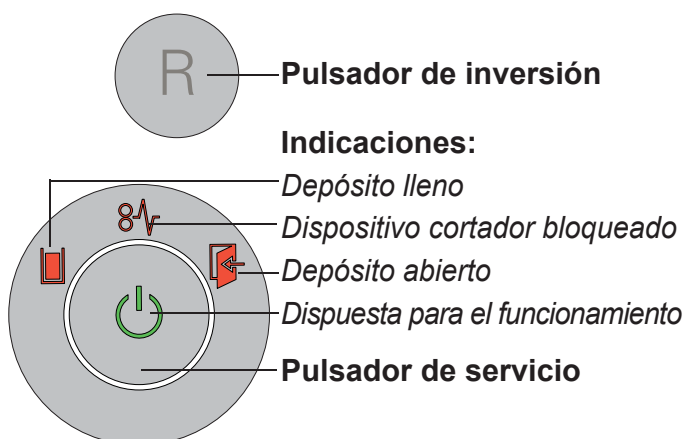 R
Pulsador de inversión
Indicaciones:
Depósito lleno
Dispositivo cortador bloqueado
Depósito abierto
Dispuesta para el funcionamiento
Pulsador de servicio